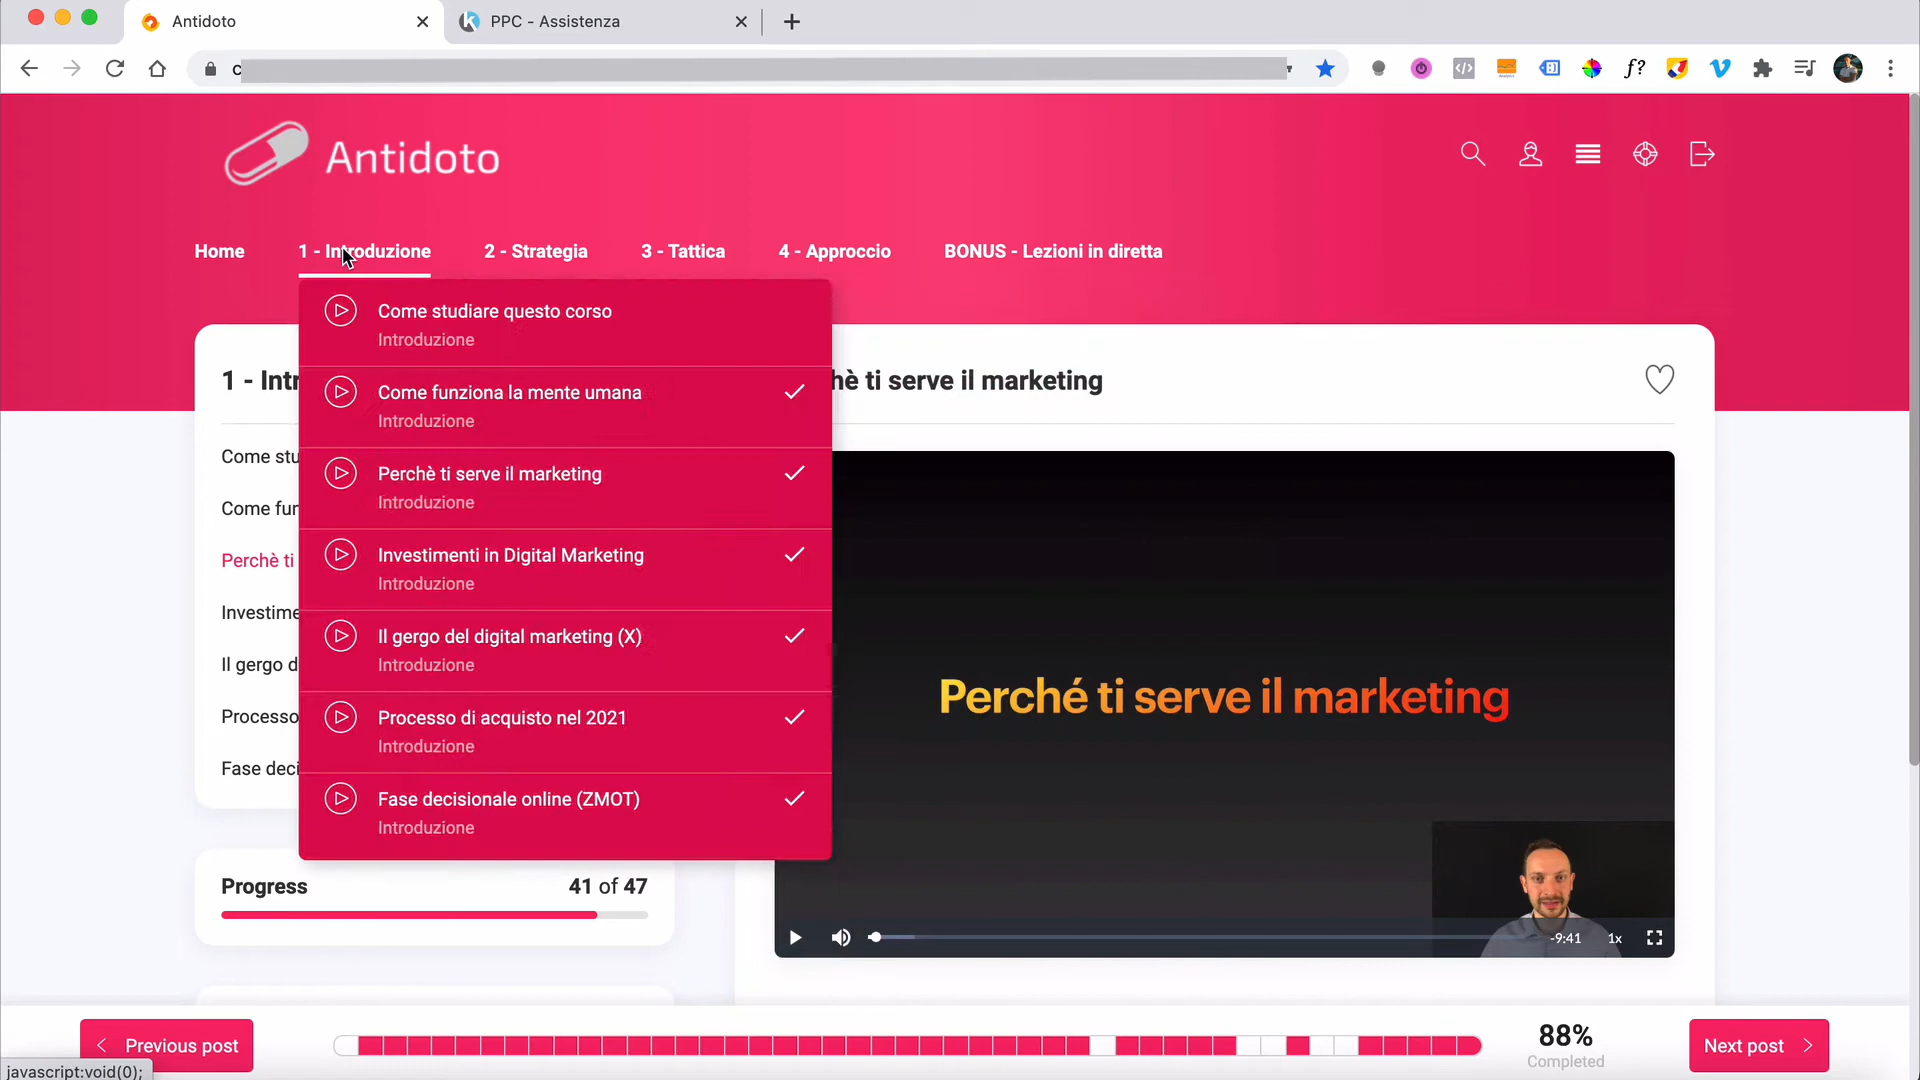 Antidoto
PPC - Assistenza
c
f?
Antidoto
Home
1 - Introduzione
2 - Strategia
3 - Tattica
4 - Approccio
BONUS - Lezioni in diretta
Come studiare questo corso
Introduzione
Come funziona la mente umana
Introduzione
Perchè ti serve il marketing
Introduzione
Investimenti in Digital Marketing
Introduzione
Il gergo del digital marketing (X)
Introduzione
Processo di acquisto nel 2021
Introduzione
Fase decisionale online (ZMOT)
Introduzione
1 - Intr
Come stu
Come fun
Perchè ti
Investime
Il gergo d
Processo
Fase deci
Progress
41 of 47
hè ti serve il marketing
Perché ti serve il marketing
-9:41
1x
Previous post
88%
Completed
Next post
javascript:void(0);